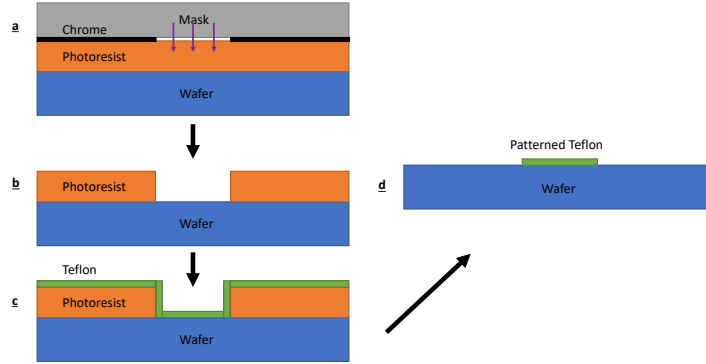 a
Mask
Chrome
Photoresist
Wafer
b
Photoresist
Wafer
Teflon
c
Photoresist
Wafer
Patterned Teflon
d
Wafer